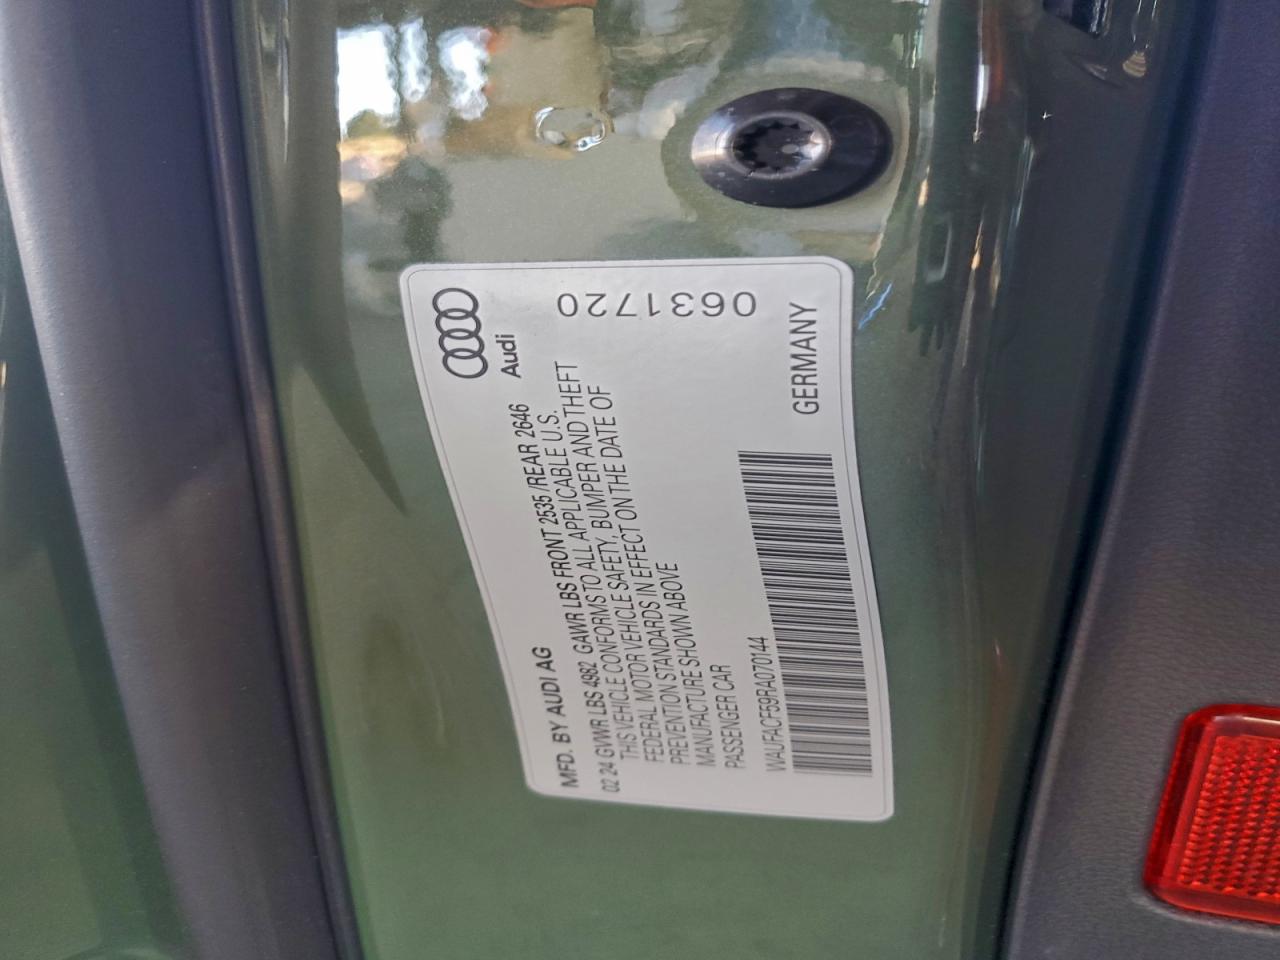 Audi
MFD. BY AUDI AG
02 24 GVWR LBS 4982 GAWR LBS FRONT 2535 /REAR 2646
THIS VEHICLE CONFORMS TO ALL APPLICABLE U.S.
FEDERAL MOTOR VEHICLE SAFETY, BUMPER AND THEFT
PREVENTION STANDARDS IN EFFECT ON THE DATE OF
MANUFACTURE SHOWN ABOVE
PASSENGER CAR
WAUFACF59RA070144
GERMANY
0631720